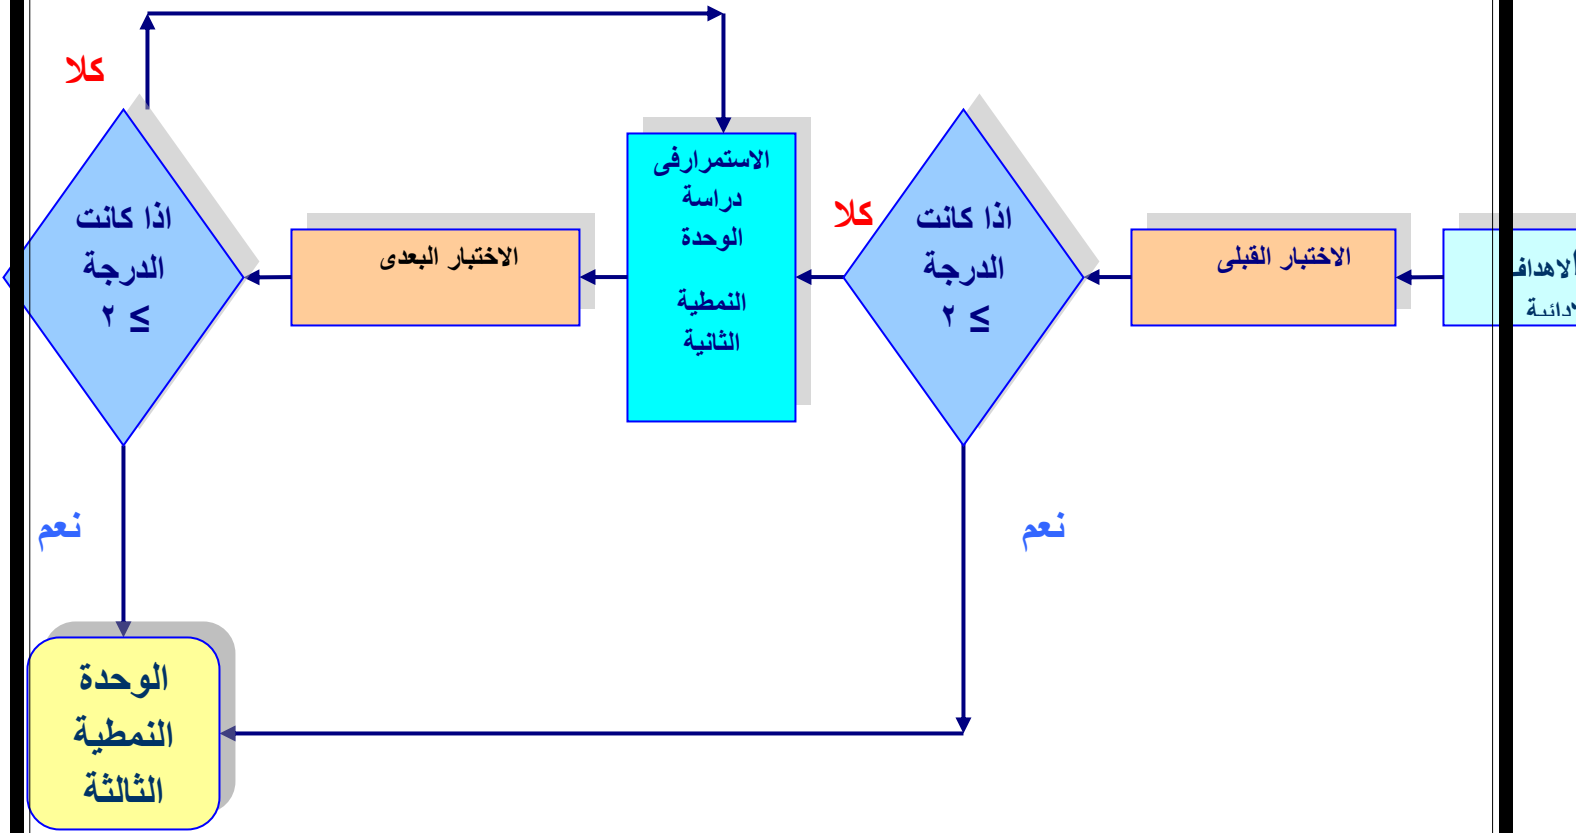 الاهداف
الاختبار القبلى
اذا كانت
الدرجة
≥ ٢
كلا
نعم
الاستمرارفى
دراسة
الوحدة
النمطية
الثانية
الاختبار البعدى
اذا كانت
الدرجة
≥ ٢
كلا
نعم
الوحدة
النمطية
الثالثة